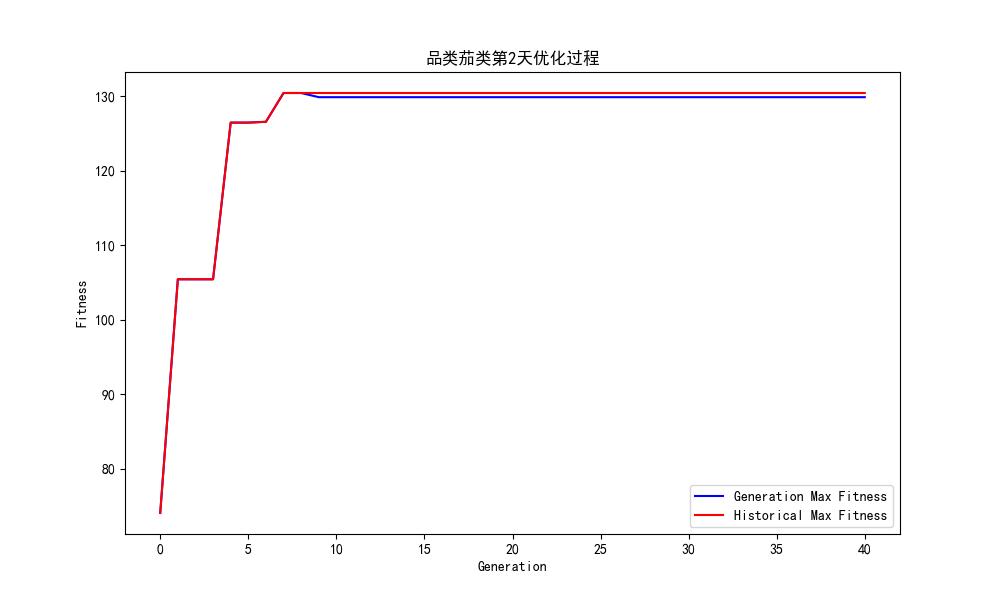 品类茄类第2天优化过程
130
120
110
100
90
80
Fitness
0 5 10 15 20 25 30 35 40
Generation
Generation Max Fitness
Historical Max Fitness